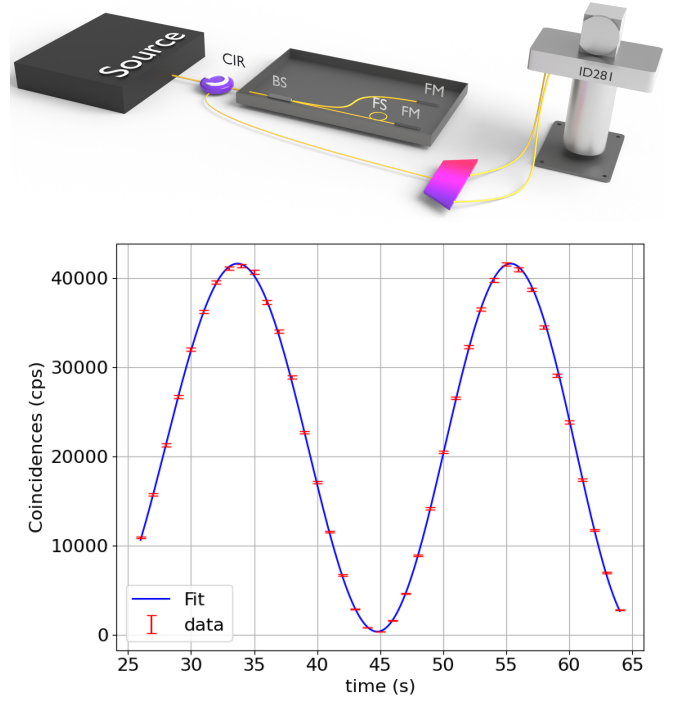 Source
CIR
BS
FM
FS
FM
ID281
Coincidences (cps)
40000
30000
20000
10000
0
Fit
data
25
30
35
40
45
50
55
60
65
time (s)